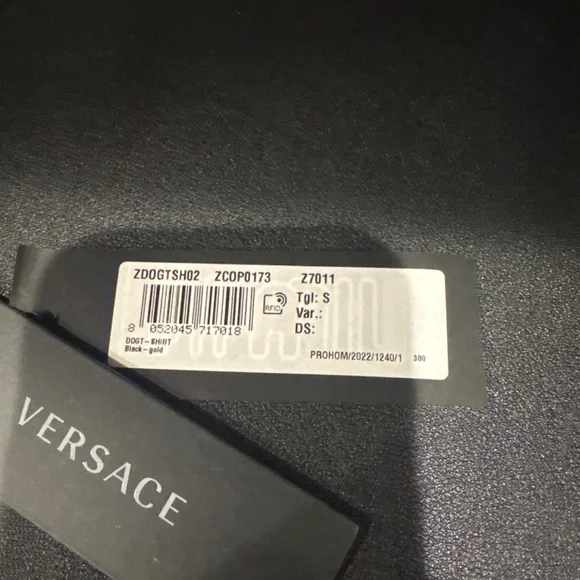 ZDOGTSH02 ZCOP0173 Z7011
Tgl: S
RFID
Var.:
8 052045 717018
DS:
DOGT-SHIRT
Black-gold
PROHOM/2022/1240/1 380
VERSACE